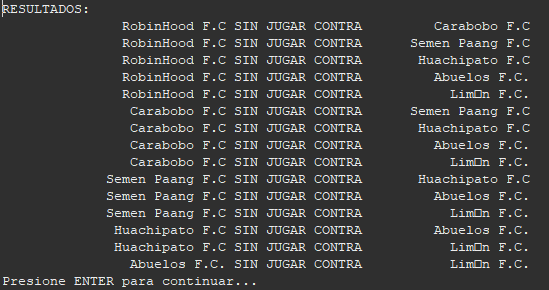 RESULTADOS:
RobinHood F.C SIN JUGAR CONTRA Carabobo F.C
RobinHood F.C SIN JUGAR CONTRA Semen Paang F.C
RobinHood F.C SIN JUGAR CONTRA Huachipato F.C
RobinHood F.C SIN JUGAR CONTRA Abuelos F.C.
RobinHood F.C SIN JUGAR CONTRA Lim□n F.C.
Carabobo F.C SIN JUGAR CONTRA Semen Paang F.C
Carabobo F.C SIN JUGAR CONTRA Huachipato F.C
Carabobo F.C SIN JUGAR CONTRA Abuelos F.C.
Carabobo F.C SIN JUGAR CONTRA Lim□n F.C.
Semen Paang F.C SIN JUGAR CONTRA Huachipato F.C
Semen Paang F.C SIN JUGAR CONTRA Abuelos F.C.
Semen Paang F.C SIN JUGAR CONTRA Lim□n F.C.
Huachipato F.C SIN JUGAR CONTRA Abuelos F.C.
Huachipato F.C SIN JUGAR CONTRA Lim□n F.C.
Abuelos F.C. SIN JUGAR CONTRA Lim□n F.C.
Presione ENTER para continuar...